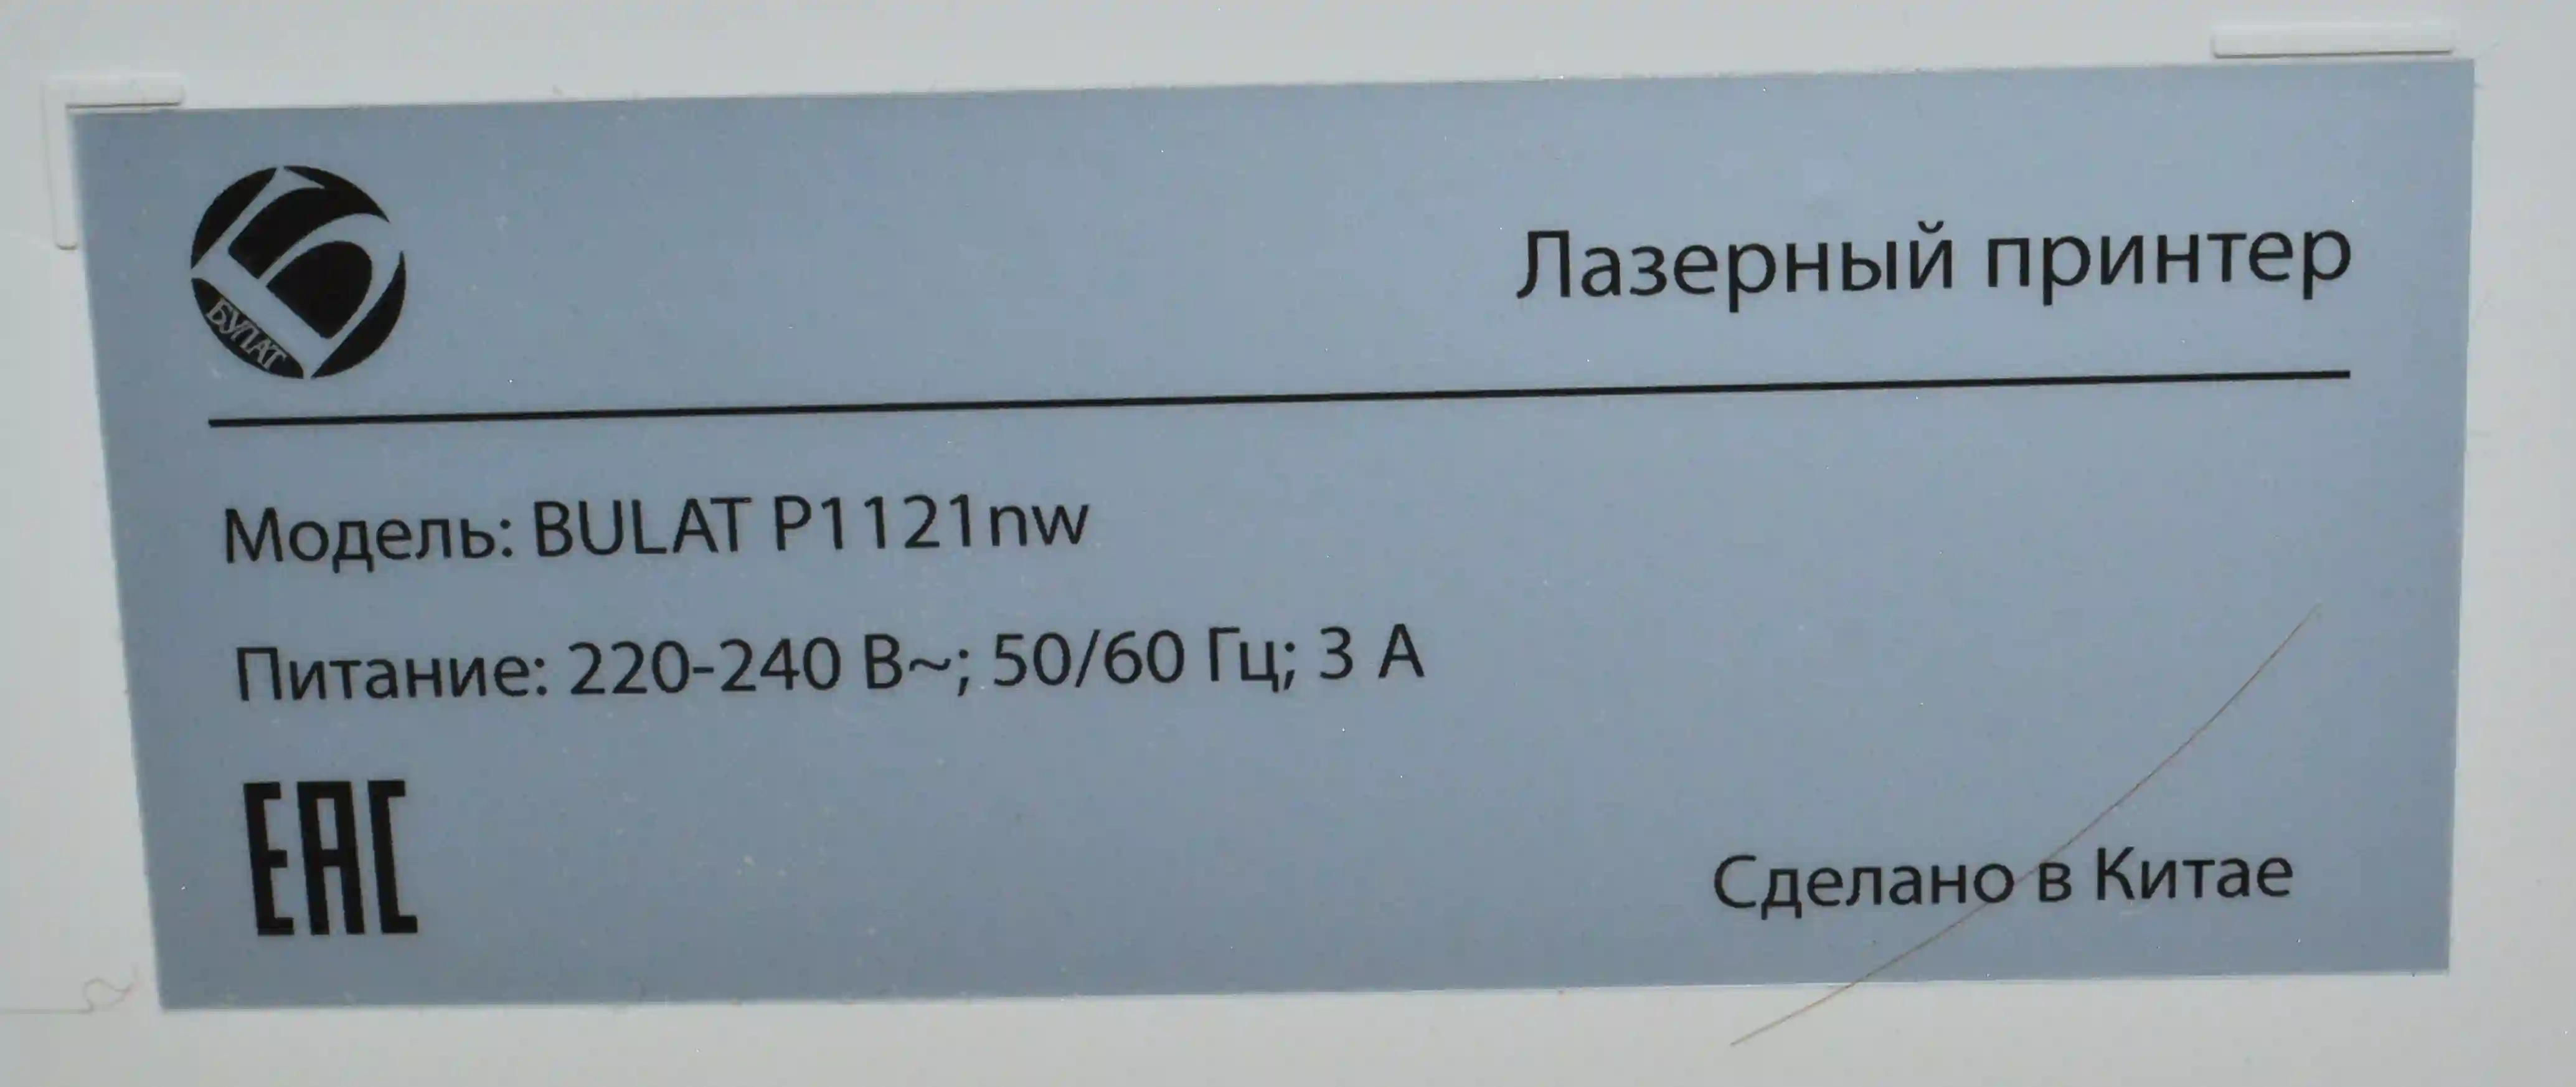 БУЛАТ
Лазерный принтер
Модель: BULAT P1121nw
Питание: 220-240 В~; 50/60 Гц; 3 А
ЕАС
Сделано в Китае